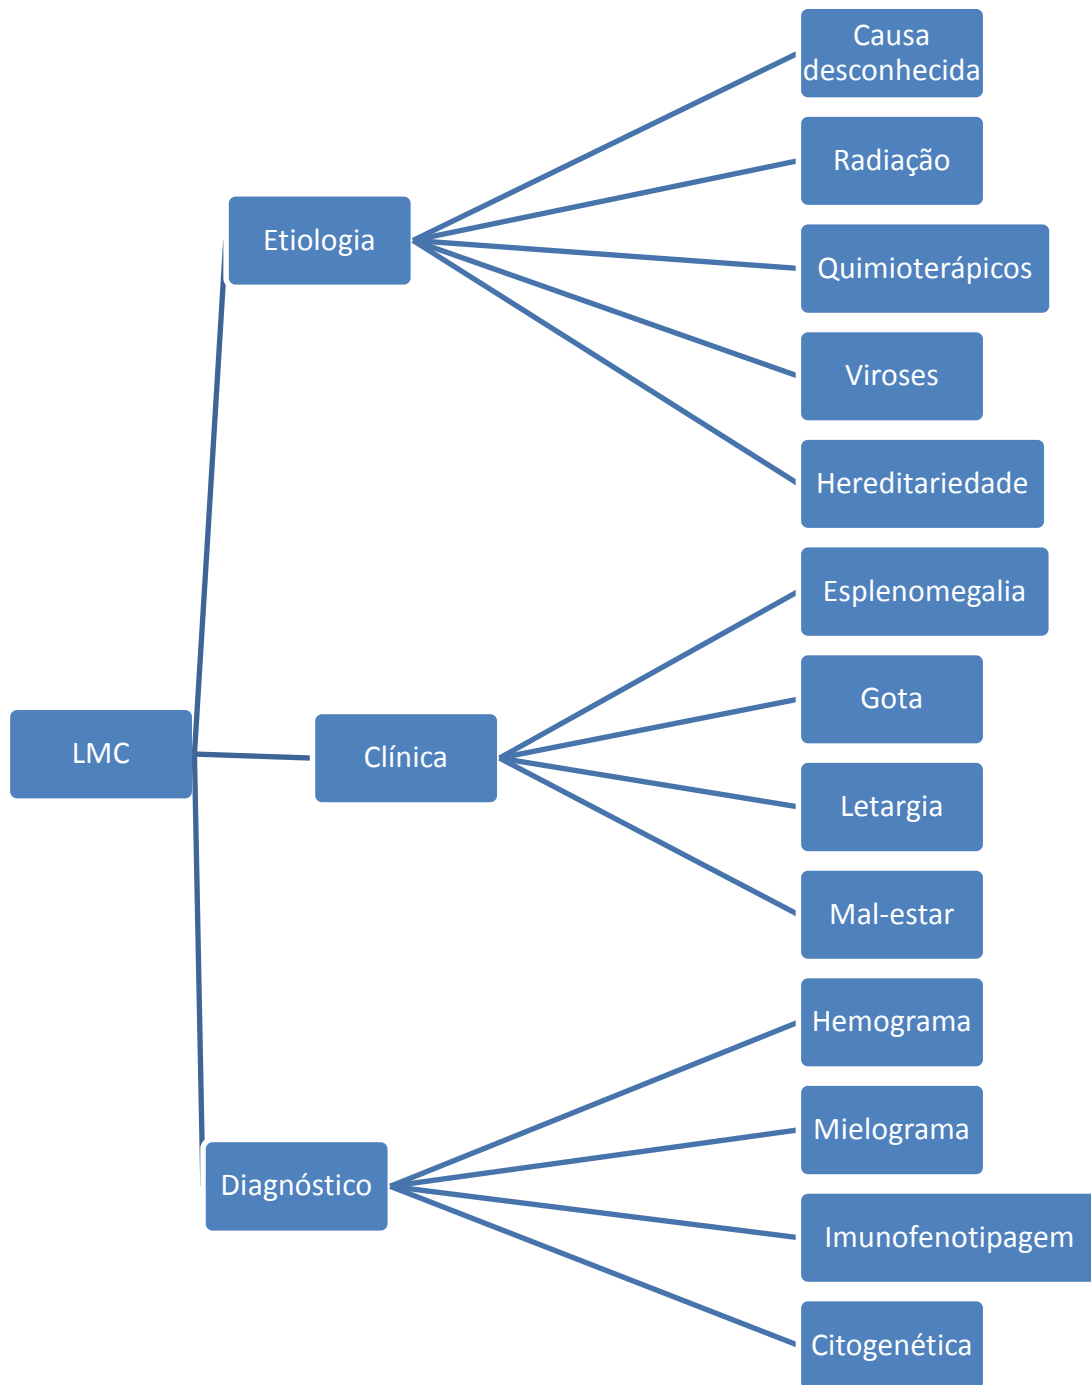 Causa
desconhecida
Radiação
Etiologia
Quimioterápicos
Viroses
Hereditariedade
Esplenomegalia
Gota
LMC
Clínica
Letargia
Mal-estar
Hemograma
Mielograma
Diagnóstico
Imunofenotipagem
Citogenética